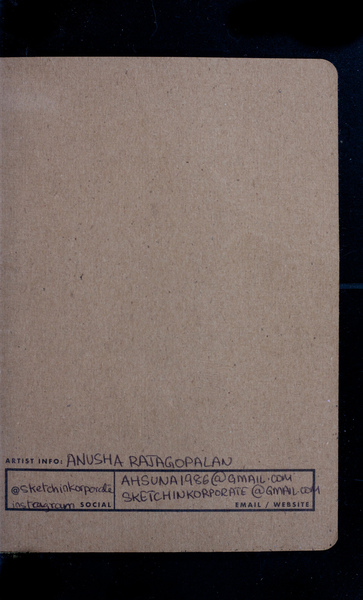 ARTIST INFO: ANUSHA RAJAGOPALAN
@sketchinkorporate
instagram SOCIAL
AHSUNA1986@GMAIL.COM
SKETCHINKORPORATE@GMAIL.COM
EMAIL / WEBSITE